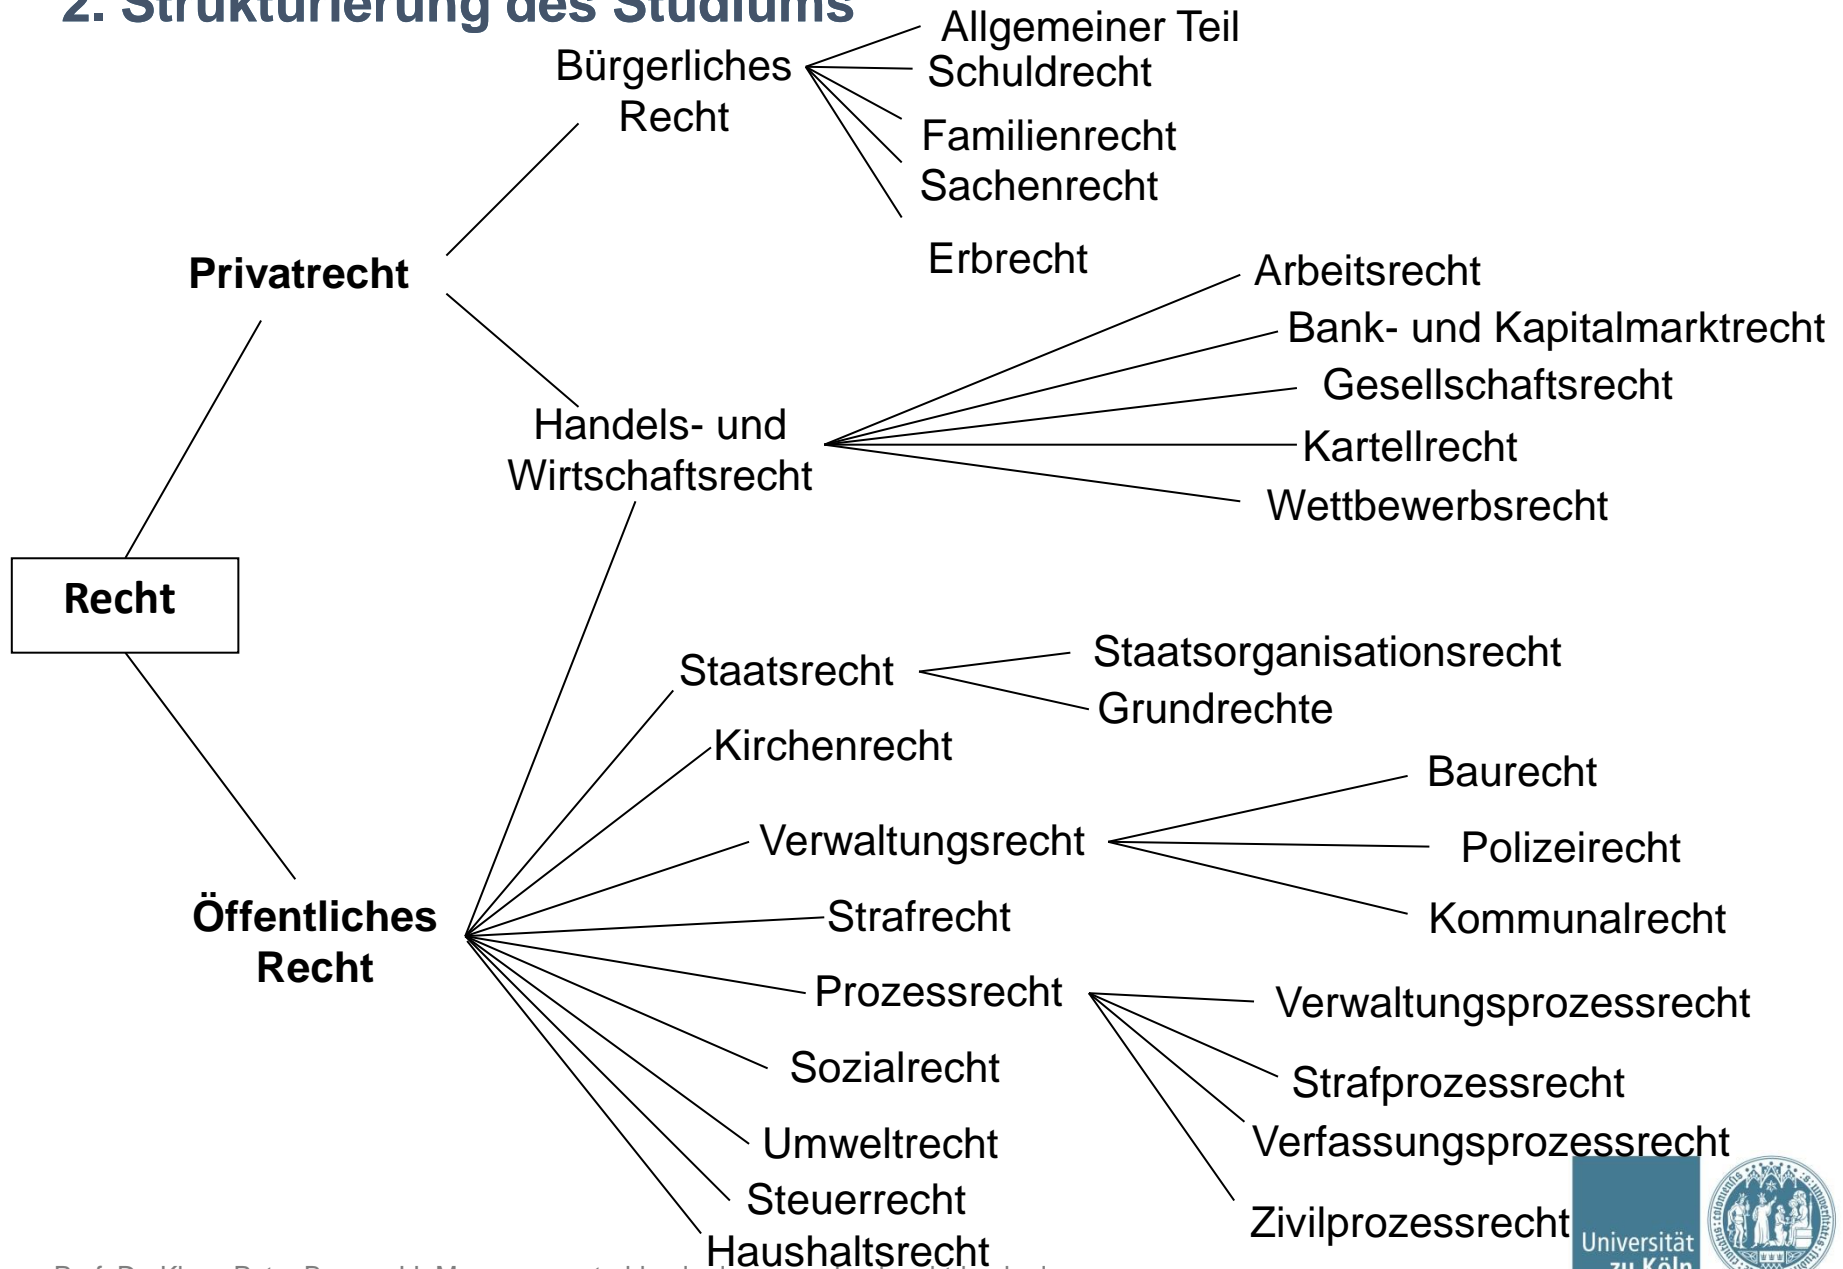 2. Strukturierung des Studiums
Allgemeiner Teil
Bürgerliches
Recht
Schuldrecht
Familienrecht
Sachenrecht
Erbrecht
Privatrecht
Arbeitsrecht
Bank- und Kapitalmarktrecht
Gesellschaftsrecht
Handels- und
Wirtschaftsrecht
Kartellrecht
Wettbewerbsrecht
Recht
Staatsrecht
Staatsorganisationsrecht
Grundrechte
Kirchenrecht
Verwaltungsrecht
Baurecht
Polizeirecht
Kommunalrecht
Öffentliches
Recht
Strafrecht
Prozessrecht
Verwaltungsprozessrecht
Strafprozessrecht
Verfassungsprozessrecht
Zivilprozessrecht
Sozialrecht
Umweltrecht
Steuerrecht
Haushaltsrecht
Universität
zu Köln